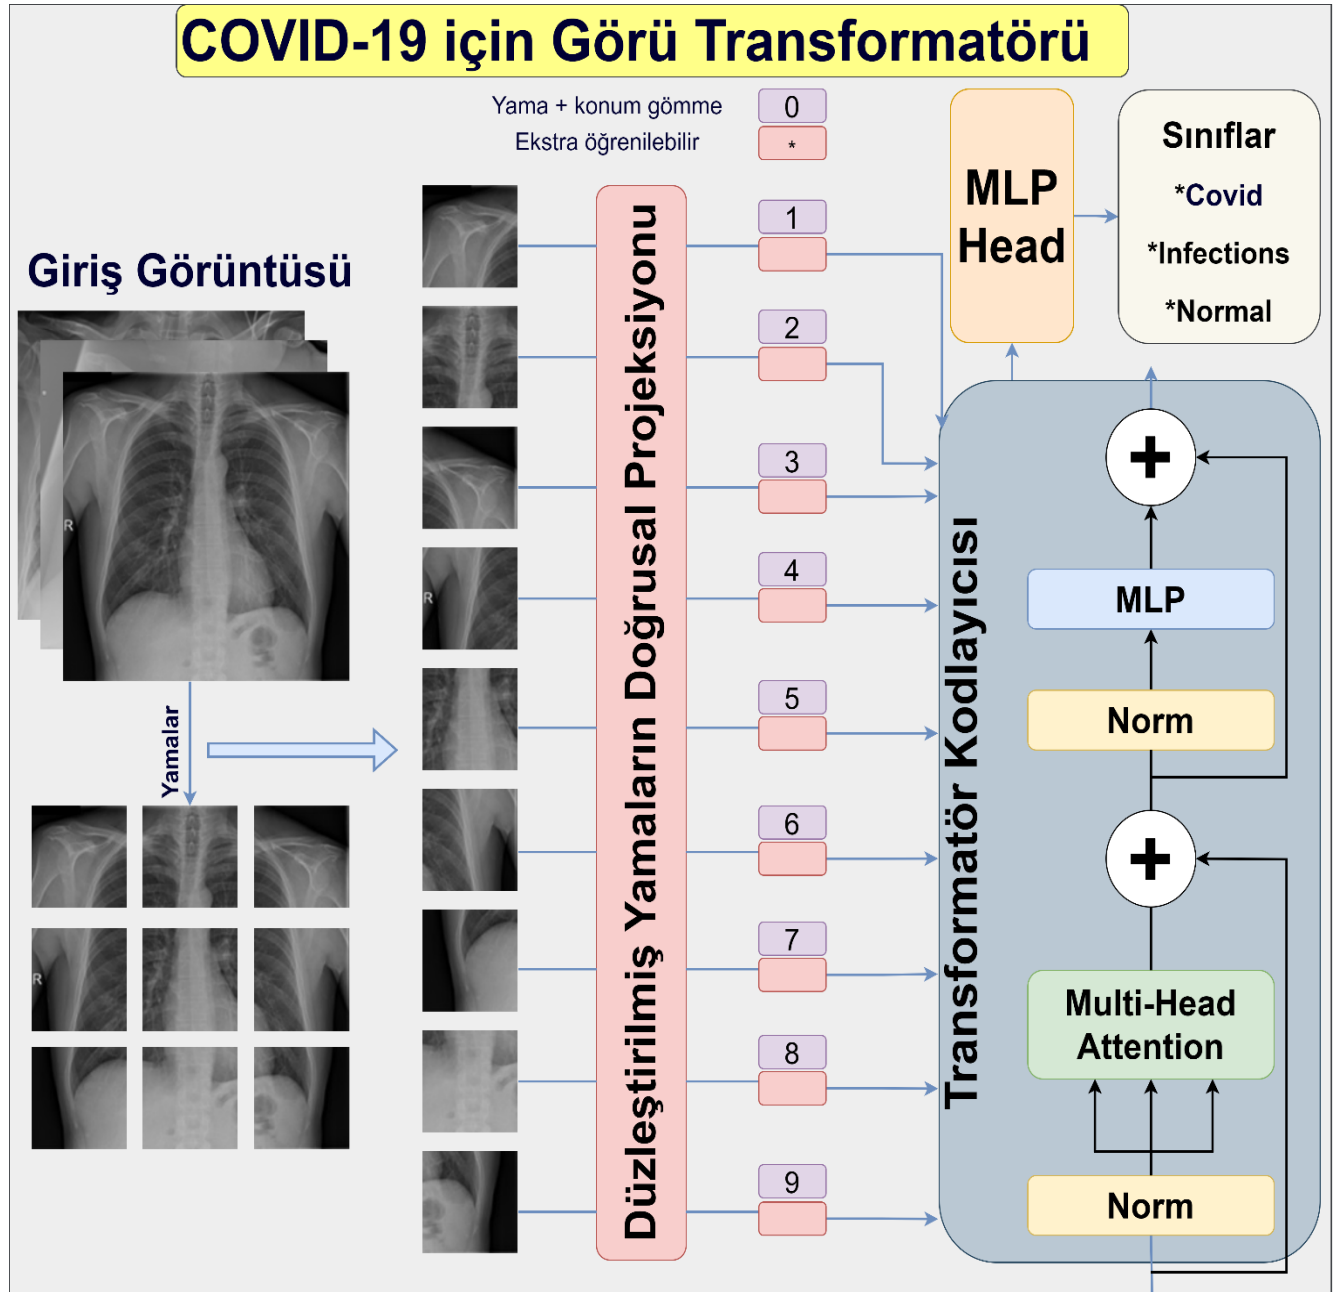 COVID-19 için Görü Transformatörü
Yama + konum gömme
0
Ekstra öğrenilebilir
*
Giriş Görüntüsü
R
R
Yamalar
R
R
Düzleştirilmiş Yamaların Doğrusal Projeksiyonu
1
2
3
4
5
6
7
8
9
Transformatör Kodlayıcısı
MLP
Head
Sınıflar
*Covid
*Infections
*Normal
+
MLP
Norm
+
Multi-Head
Attention
Norm